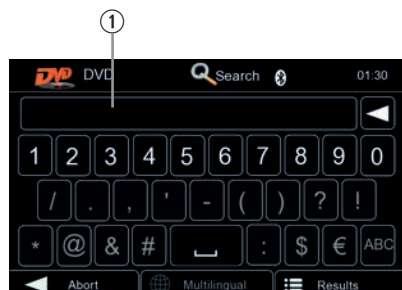 1
DVD DVD Search 01:30
1 2 3 4 5 6 7 8 9 0
/ . , ' - ( ) ? !
* @ & # : $ € ABC
Abort Multilingual Results